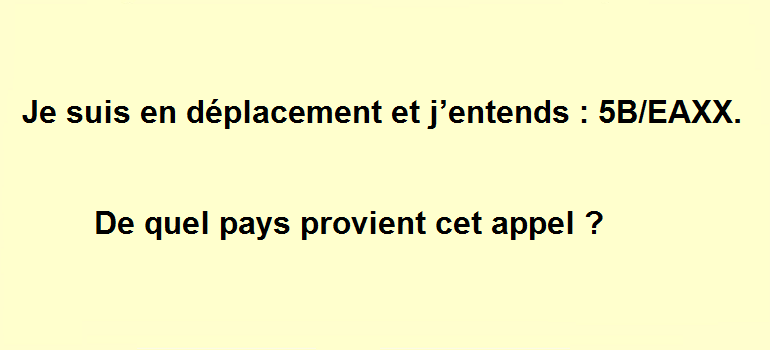 Je suis en déplacement et j’entends : 5B/EAXX.
De quel pays provient cet appel ?